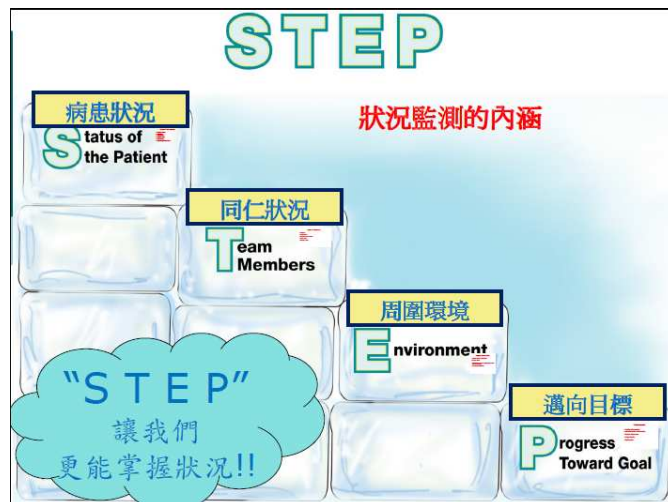 STEP
狀況監測的內涵
病患狀況
Status of
the Patient
同仁狀況
Team
Members
周圍環境
Environment
邁向目標
Progress
Toward Goal
“STEP”
讓我們
更能掌握狀況!!